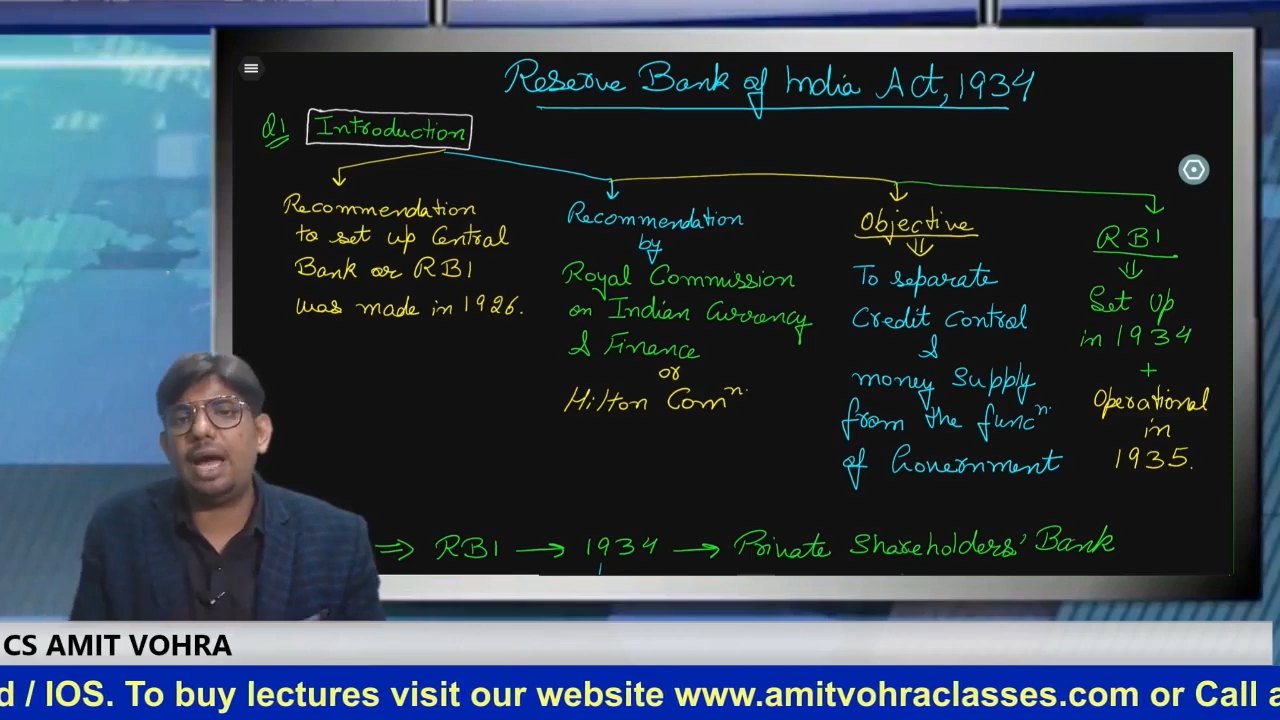 Reserve Bank of India Act, 1934
Q1 Introduction
Recommendation
to set up Central
Bank or RBI
was made in 1926.
Recommendation
by
Royal Commission
on Indian Currency
& Finance
or
Hilton Comⁿ.
Objective
To separate
Credit Control
&
money Supply
from the funcⁿ.
of Government
RBI
Set Up
in 1934
+
Operational
in
1935.
⇒ RBI → 1934 → Private Shareholders' Bank
CS AMIT VOHRA
d / IOS. To buy lectures visit our website www.amitvohraclasses.com or Call a